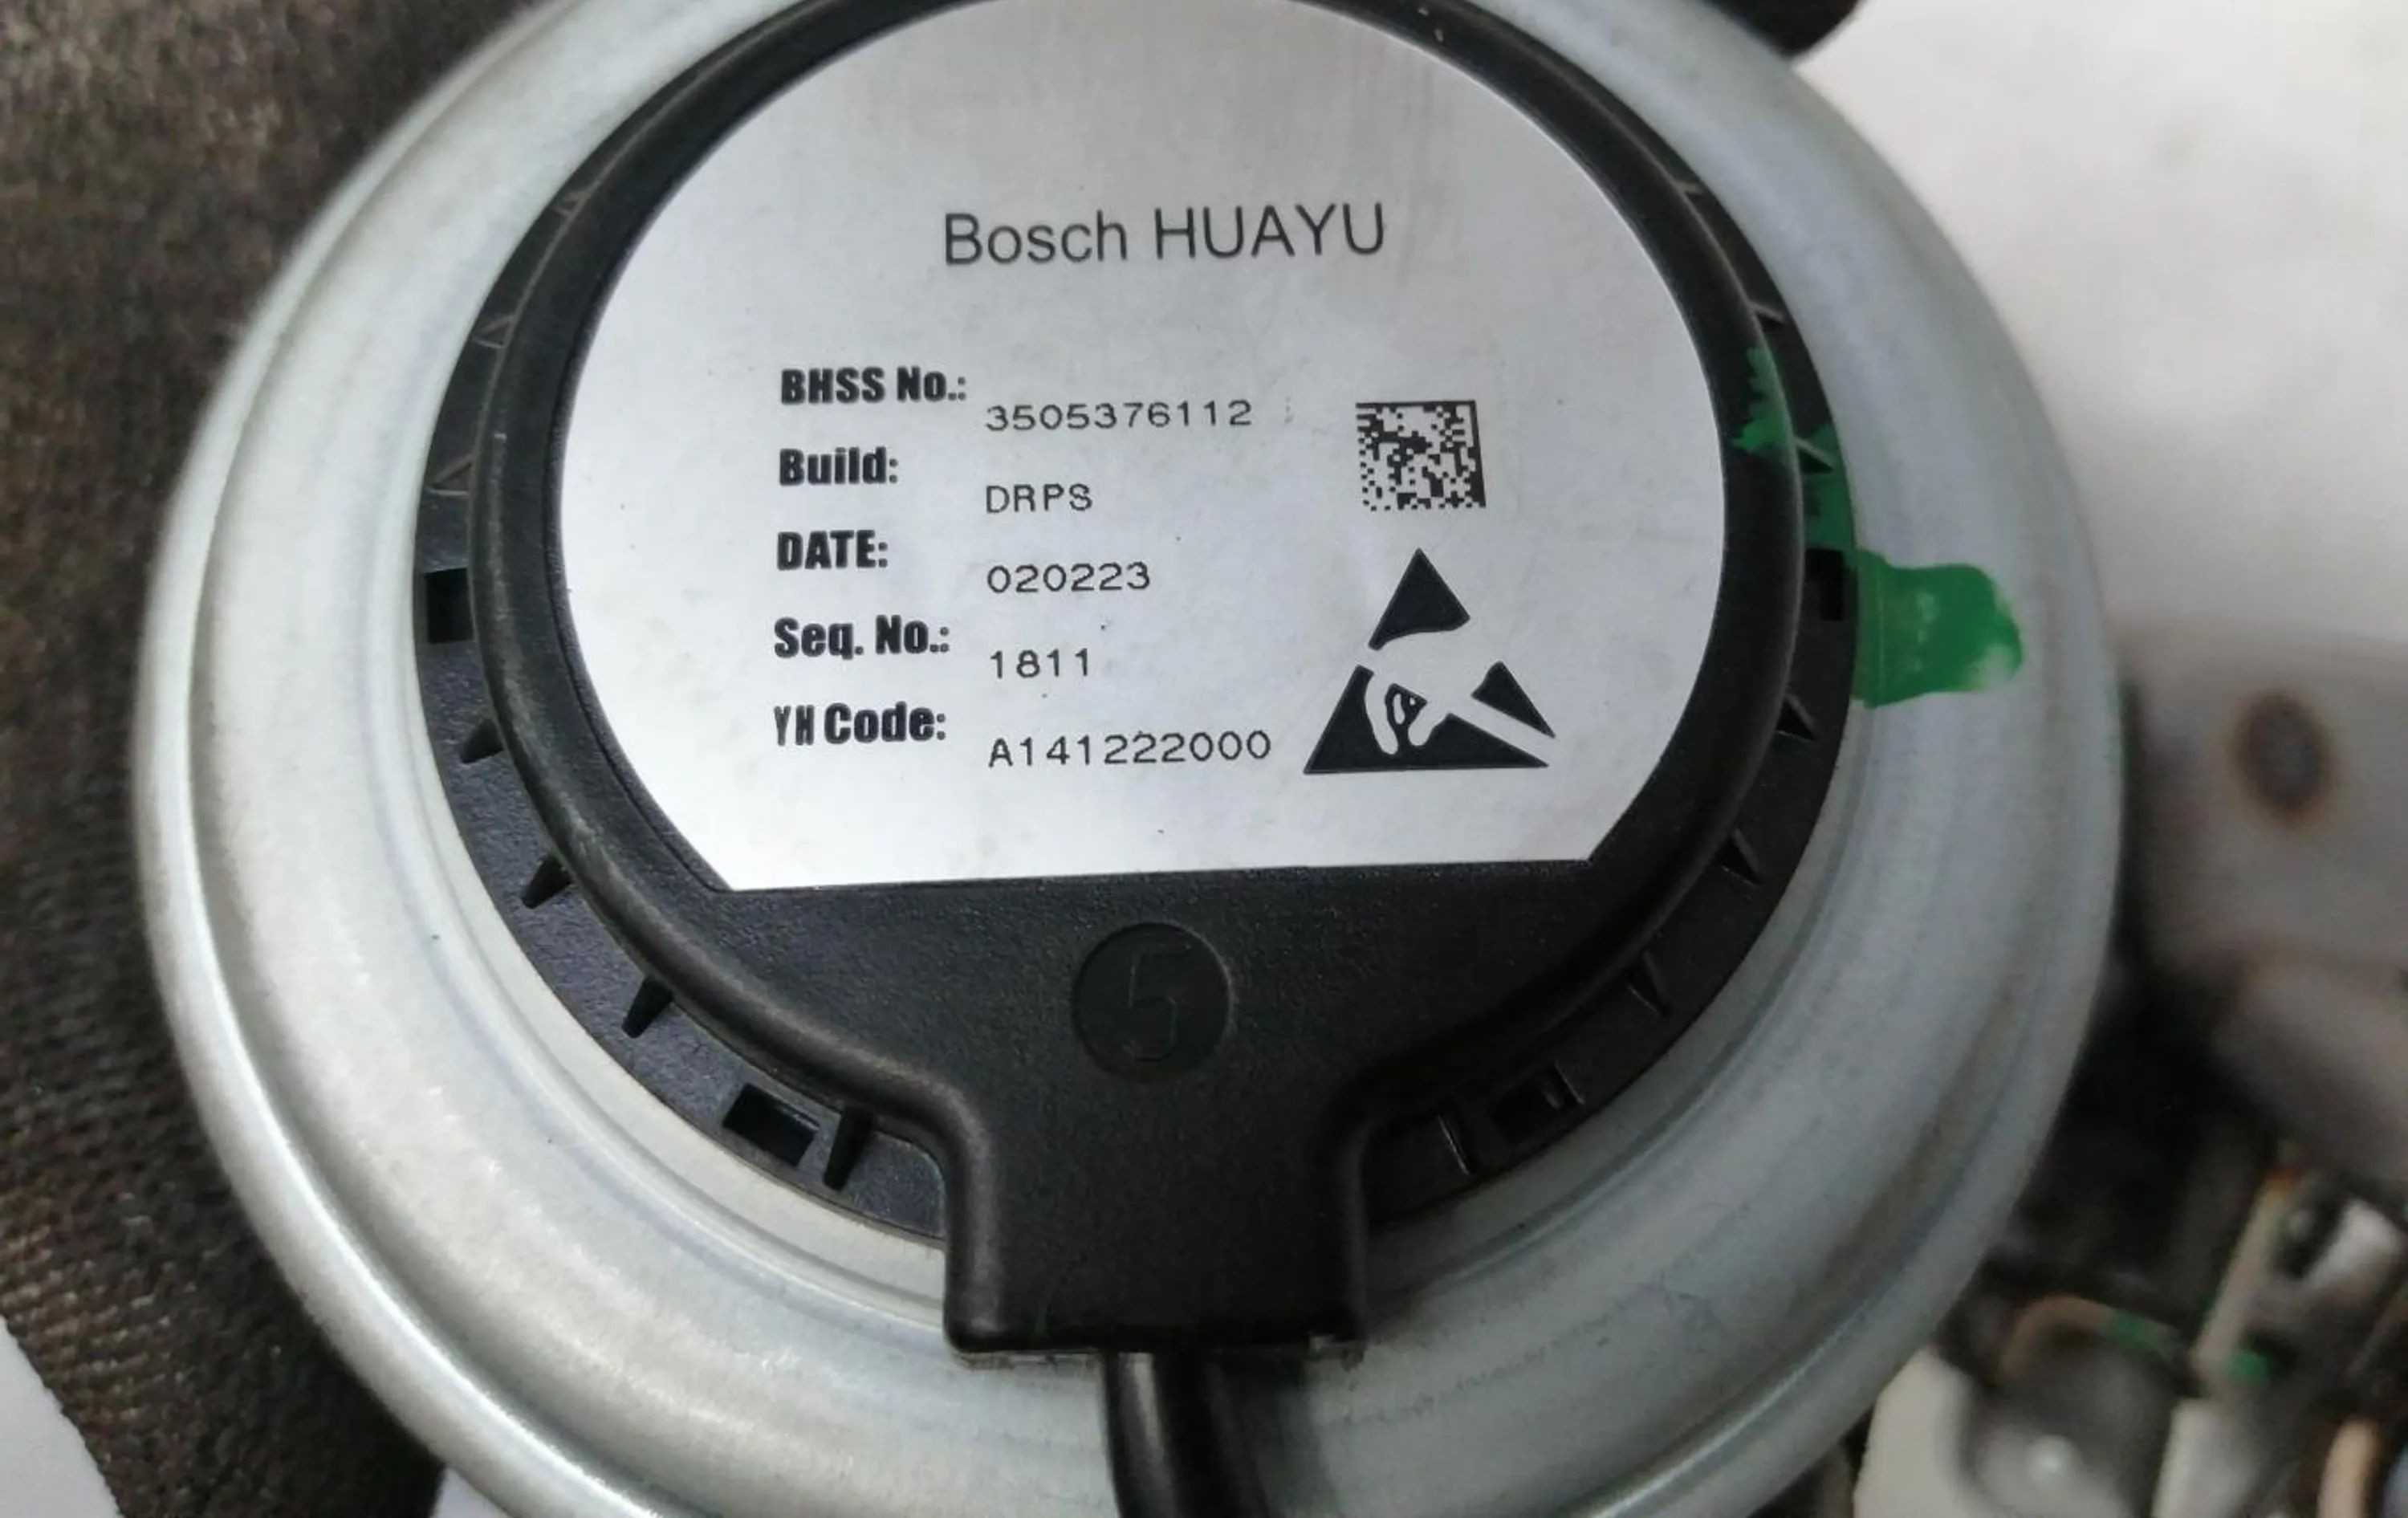 Bosch HUAYU
BHSS No.: 3505376112
Build: DRPS
DATE: 020223
Seq. No.: 1811
YH Code: A141222000
5